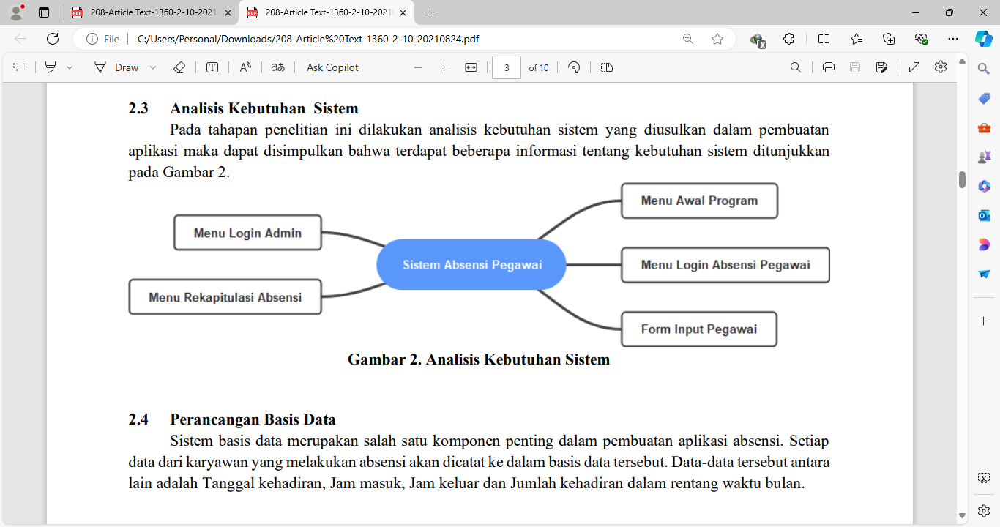 208-Article Text-1360-2-10-2021
208-Article Text-1360-2-10-2021
File
C:/Users/Personal/Downloads/208-Article%20Text-1360-2-10-20210824.pdf
Draw
Ask Copilot
3
of 10
2.3 Analisis Kebutuhan Sistem
Pada tahapan penelitian ini dilakukan analisis kebutuhan sistem yang diusulkan dalam pembuatan
aplikasi maka dapat disimpulkan bahwa terdapat beberapa informasi tentang kebutuhan sistem ditunjukkan
pada Gambar 2.
Menu Awal Program
Menu Login Admin
Sistem Absensi Pegawai
Menu Login Absensi Pegawai
Menu Rekapitulasi Absensi
Form Input Pegawai
Gambar 2. Analisis Kebutuhan Sistem
2.4 Perancangan Basis Data
Sistem basis data merupakan salah satu komponen penting dalam pembuatan aplikasi absensi. Setiap
data dari karyawan yang melakukan absensi akan dicatat ke dalam basis data tersebut. Data-data tersebut antara
lain adalah Tanggal kehadiran, Jam masuk, Jam keluar dan Jumlah kehadiran dalam rentang waktu bulan.